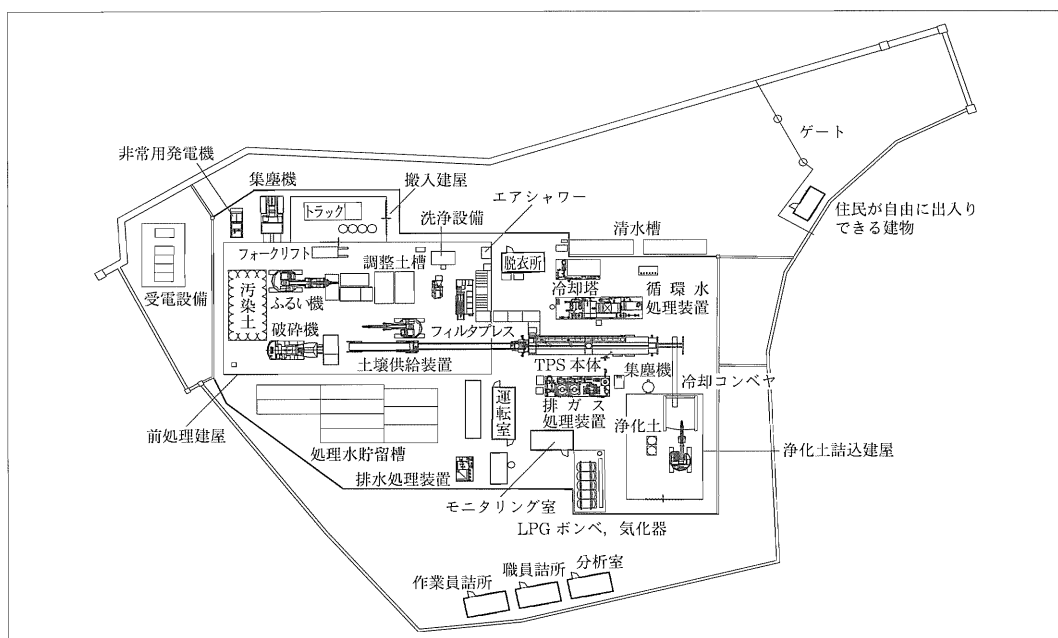 ゲート
非常用発電機
集塵機
搬入建屋
エアシャワー
住民が自由に出入り
できる建物
トラック
洗浄設備
清水槽
脱衣所
フォークリフト
調整土槽
冷却塔
循環水
処理装置
受電設備
汚染土
ふるい機
破砕機
フィルタプレス
土壌供給装置
TPS本体
集塵機
冷却コンベヤ
運転室
排ガス
処理装置
浄化土
前処理建屋
処理水貯留槽
浄化土詰込建屋
排水処理装置
モニタリング室
LPGボンベ，気化器
作業員詰所
職員詰所
分析室